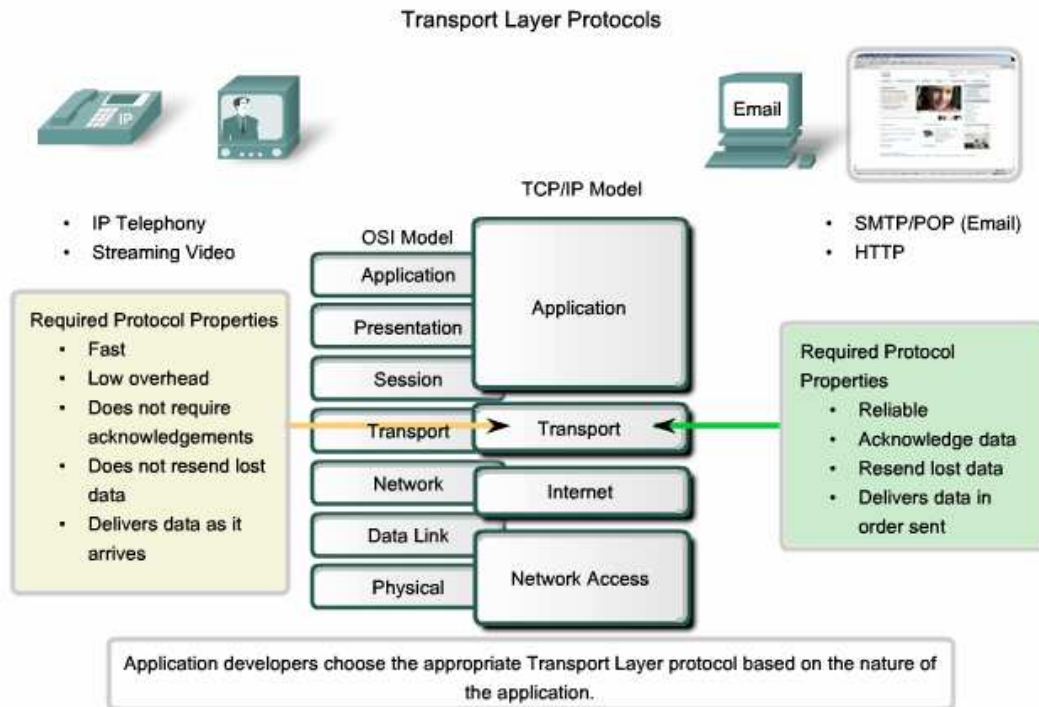 Transport Layer Protocols
IP
Email
• IP Telephony
• Streaming Video
• SMTP/POP (Email)
• HTTP
Required Protocol Properties
• Fast
• Low overhead
• Does not require
acknowledgements
• Does not resend lost
data
• Delivers data as it
arrives
OSI Model
Application
Presentation
Session
Transport
Network
Data Link
Physical
TCP/IP Model
Application
Transport
Internet
Network Access
Required Protocol
Properties
• Reliable
• Acknowledge data
• Resend lost data
• Delivers data in
order sent
Application developers choose the appropriate Transport Layer protocol based on the nature of
the application.